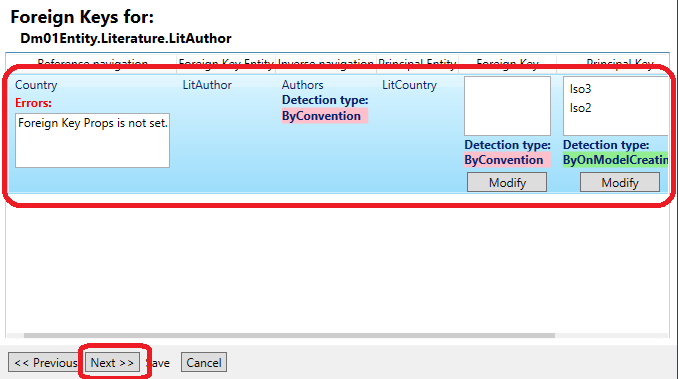 Foreign Keys for:
Dm01Entity.Literature.LitAuthor
Reference navigation Foreign Key Entity Inverse navigation Principal Entity Foreign Key Principal Key
Country LitAuthor Authors LitCountry Iso3
Errors: Detection type: Iso2
Foreign Key Props is not set. ByConvention
Detection type: Detection type:
ByConvention ByOnModelCreatin
Modify Modify
<< Previous Next >> Save Cancel